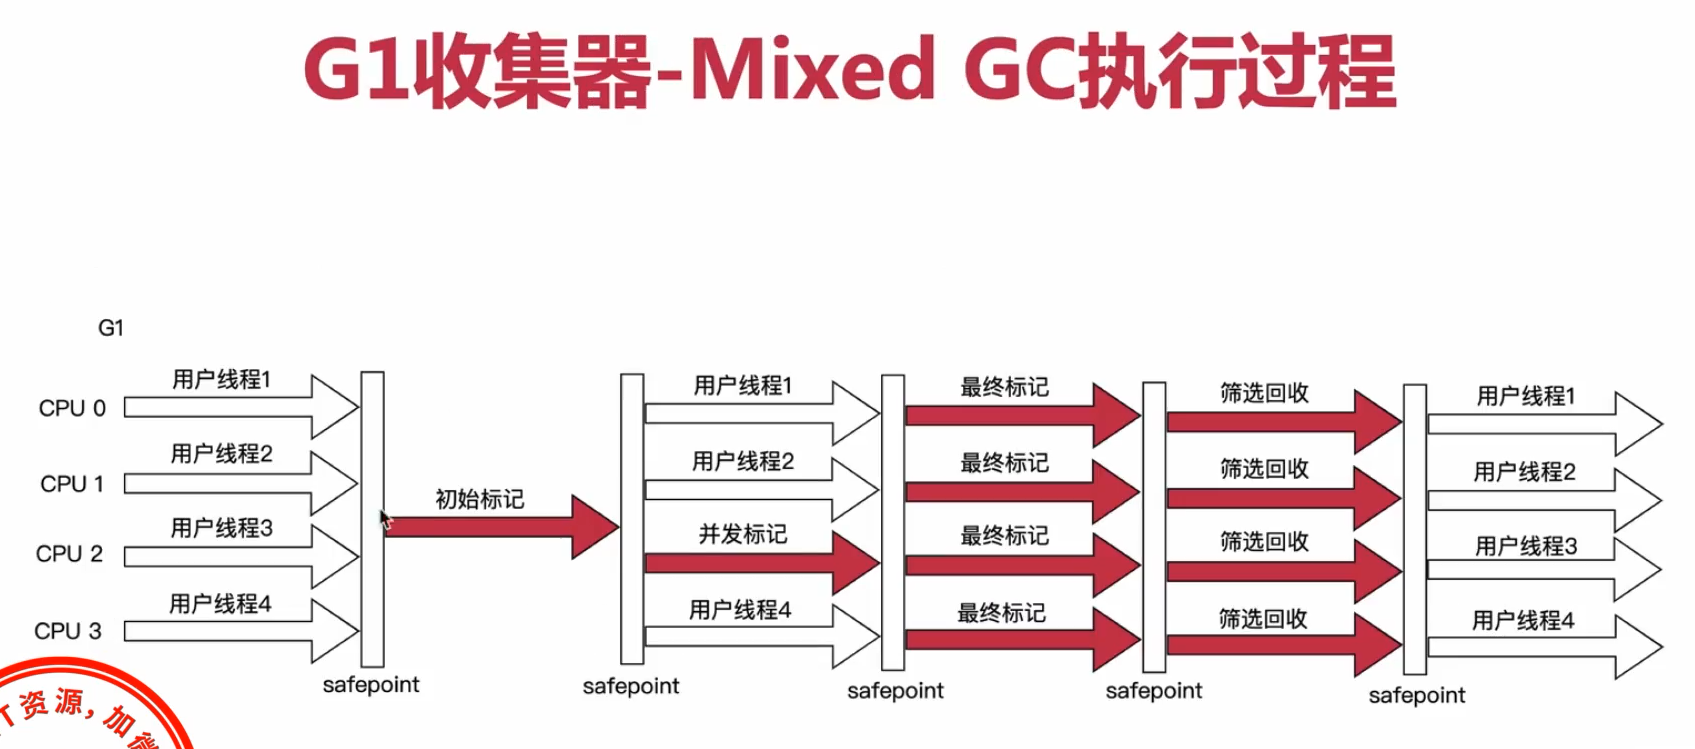 G1收集器-Mixed GC执行过程
G1
用户线程1
用户线程1
最终标记
筛选回收
用户线程1
CPU 0
用户线程2
用户线程2
最终标记
筛选回收
用户线程2
CPU 1
初始标记
用户线程3
并发标记
最终标记
筛选回收
用户线程3
CPU 2
用户线程4
用户线程4
最终标记
筛选回收
用户线程4
CPU 3
safepoint
safepoint
safepoint
safepoint
safepoint
资源,加